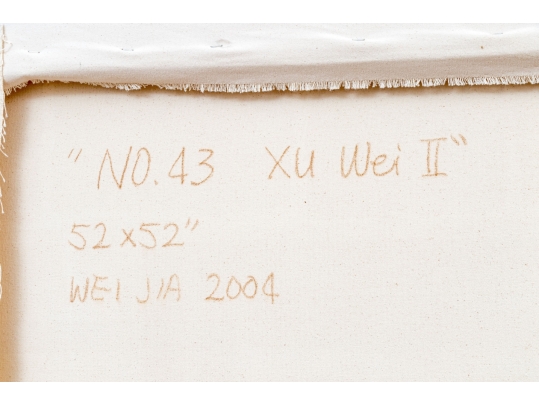 "NO.43 XU Wei II"
52x52"
WEI JIA 2004